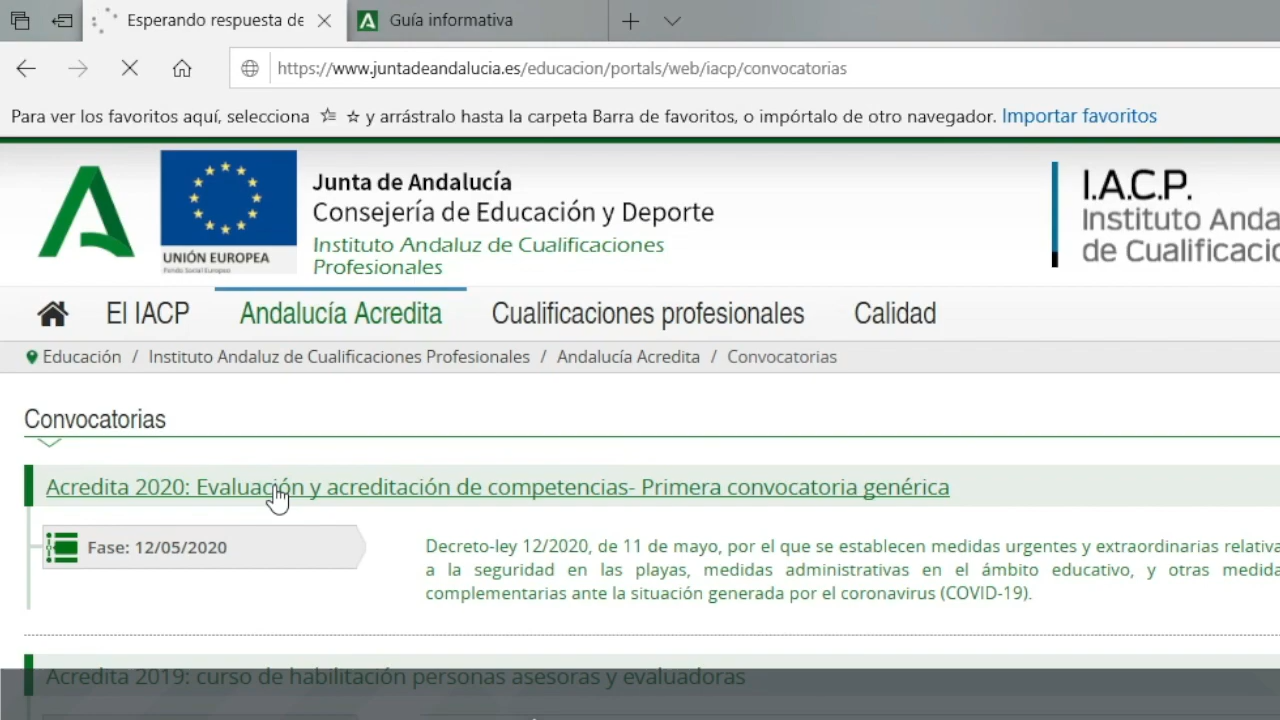 Esperando respuesta de
Guía informativa
https://www.juntadeandalucia.es/educacion/portals/web/iacp/convocatorias
Para ver los favoritos aquí, selecciona y arrástralo hasta la carpeta Barra de favoritos, o impórtalo de otro navegador. Importar favoritos
UNIÓN EUROPEA
Fondo Social Europeo
Junta de Andalucía
Consejería de Educación y Deporte
Instituto Andaluz de Cualificaciones
Profesionales
I.A.C.P.
Instituto Anda
de Cualificacio
El IACP Andalucía Acredita Cualificaciones profesionales Calidad
Educación / Instituto Andaluz de Cualificaciones Profesionales / Andalucía Acredita / Convocatorias
Convocatorias
Acredita 2020: Evaluación y acreditación de competencias- Primera convocatoria genérica
Fase: 12/05/2020
Decreto-ley 12/2020, de 11 de mayo, por el que se establecen medidas urgentes y extraordinarias relativa
a la seguridad en las playas, medidas administrativas en el ámbito educativo, y otras medida
complementarias ante la situación generada por el coronavirus (COVID-19).
Acredita 2019: curso de habilitación personas asesoras y evaluadoras